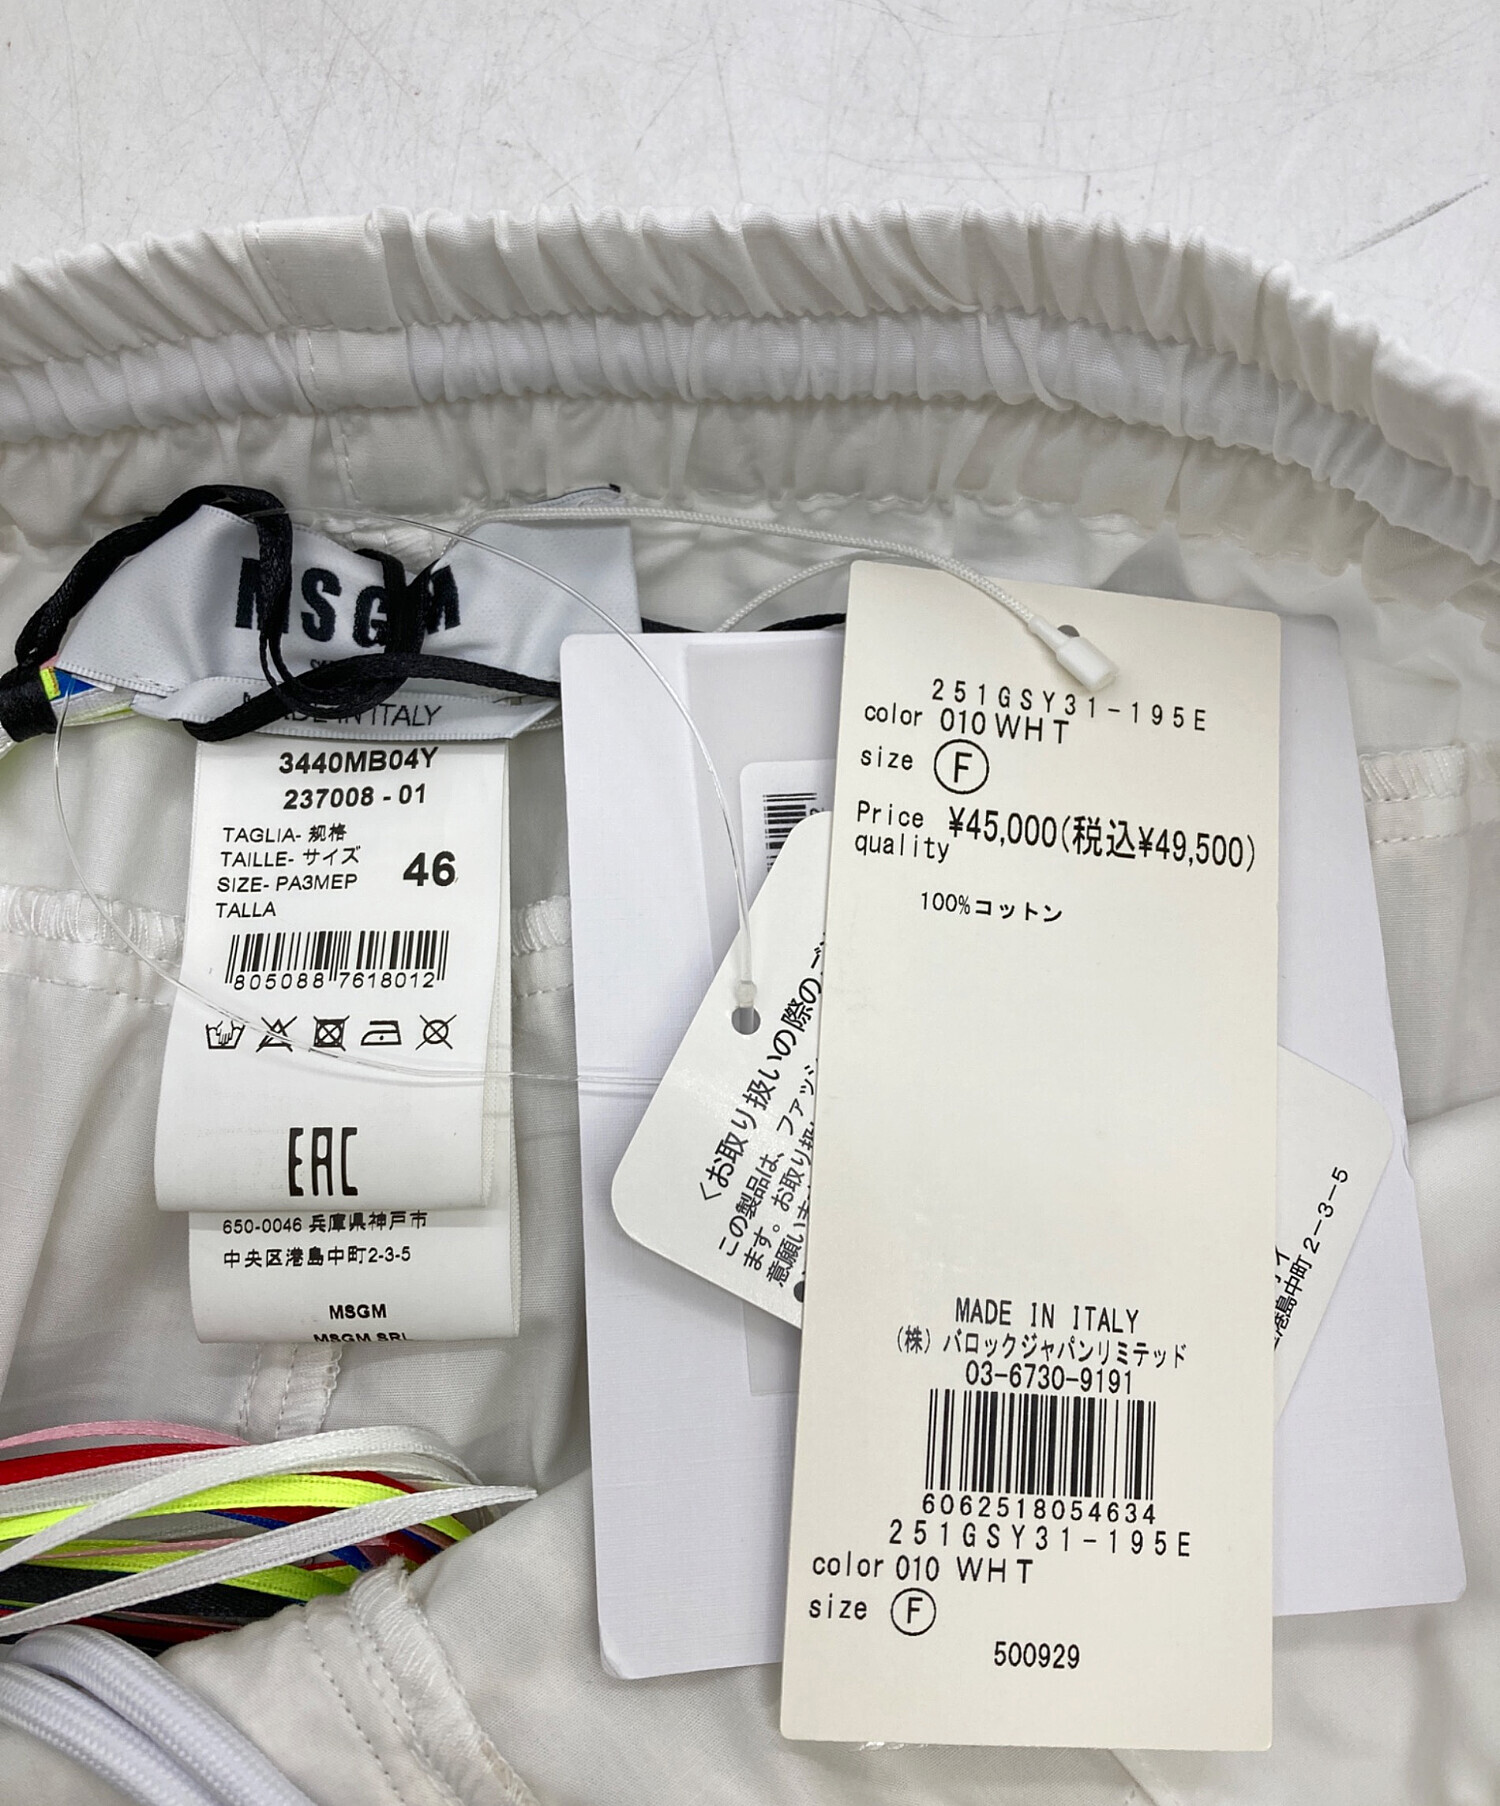 MSGM
MADE IN ITALY
3440MB04Y
237008 - 01
TAGLIA- 规格
TAILLE- サイズ
SIZE- РАЗМЕР
TALLA
46
805088 7618012
EAC
650-0046 兵庫県神戸市
中央区港島中町2-3-5
MSGM
MSGM SRL
251GSY31-195E
color 010 WHT
size F
Price ¥45,000(税込¥49,500)
quality
100%コットン
MADE IN ITALY
(株) バロックジャパンリミテッド
03-6730-9191
6062518054634
251GSY31-195E
color 010 WHT
size F
500929
<お取り扱いの際の
この製品は、ファッシ
ます。お取り扱
意願いま
港島中町2-3-5